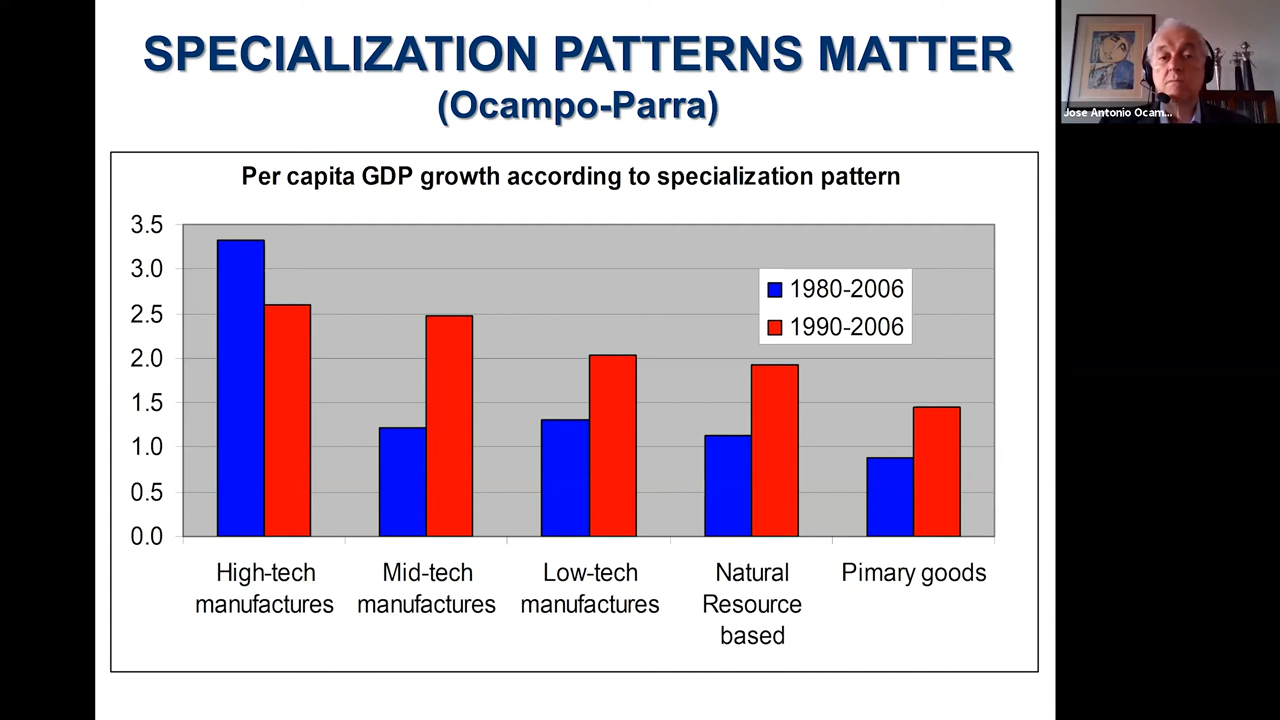 SPECIALIZATION PATTERNS MATTER
(Ocampo-Parra)
Jose Antonio Ocam...
Per capita GDP growth according to specialization pattern
3.5
3.0
2.5
2.0
1.5
1.0
0.5
0.0
1980-2006
1990-2006
High-tech
manufactures
Mid-tech
manufactures
Low-tech
manufactures
Natural
Resource
based
Pimary goods